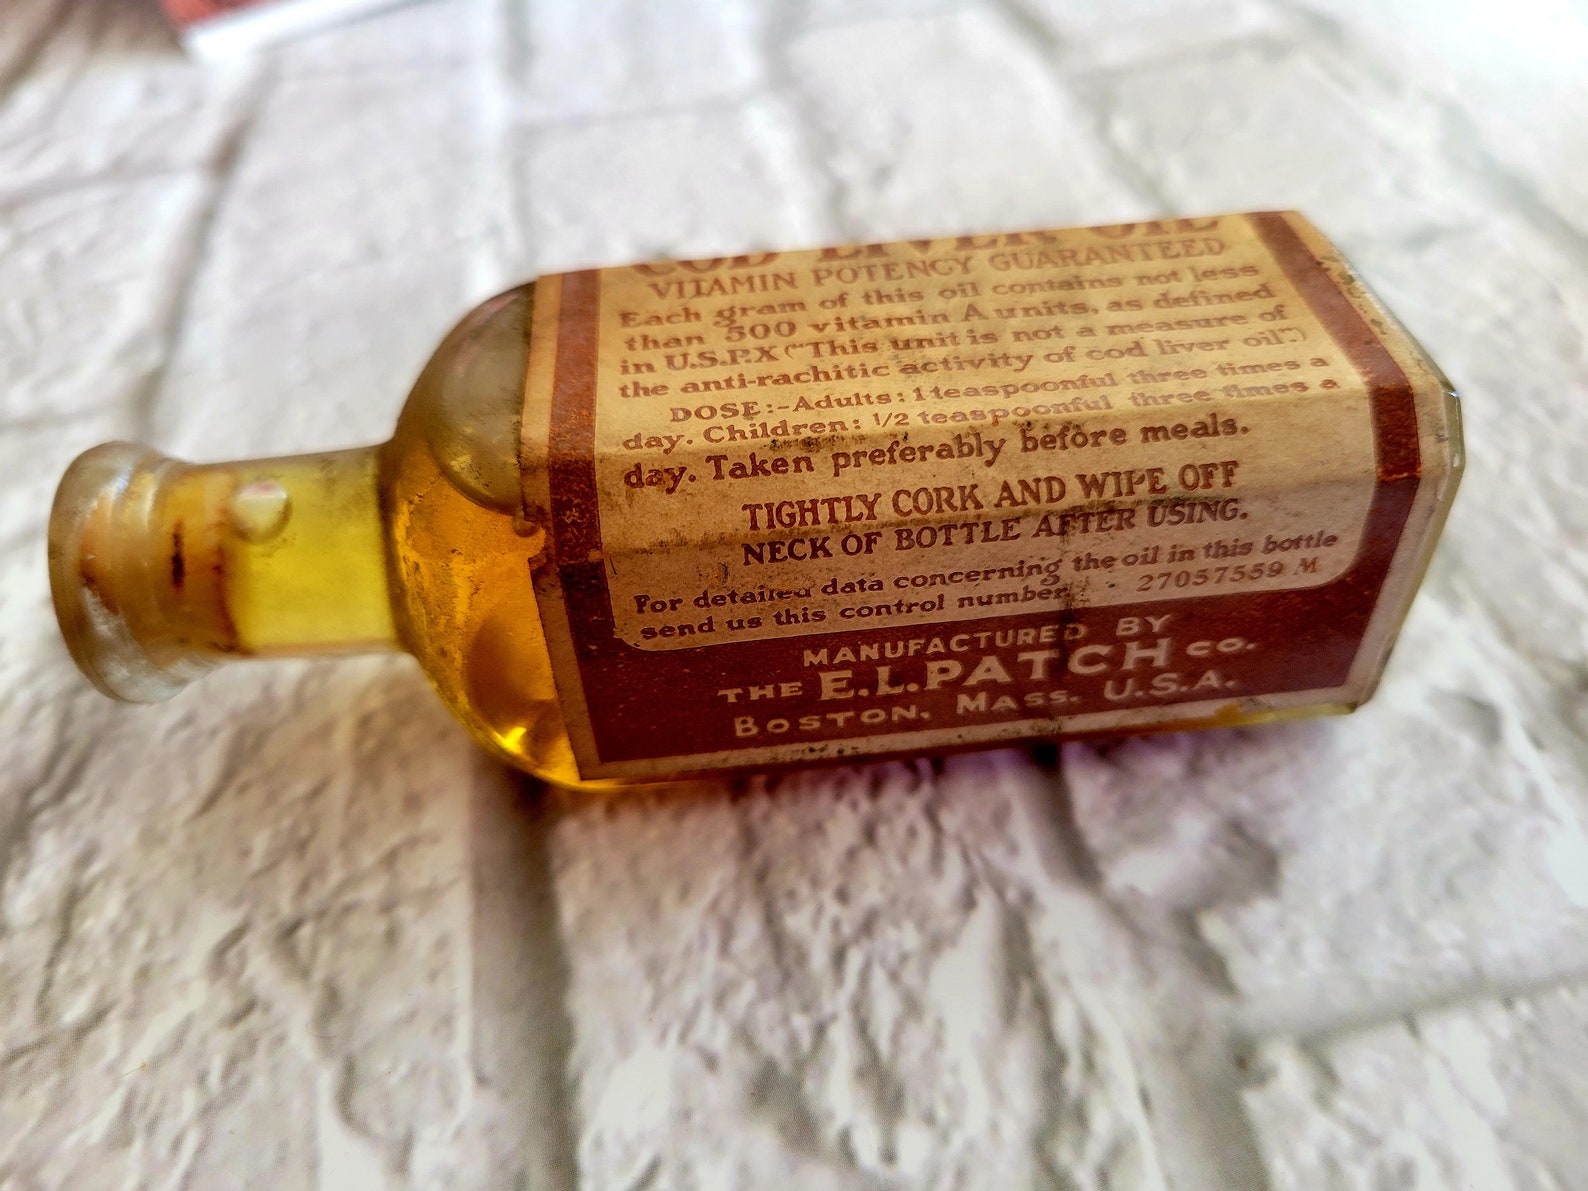 COD LIVER OIL
VITAMIN POTENCY GUARANTEED
Each gram of this oil contains not less
than 500 vitamin A units, as defined
in U.S.P.X ("This unit is not a measure of
the anti-rachitic activity of cod liver oil".)
DOSE:-Adults: 1 teaspoonful three times a
day. Children: 1/2 teaspoonful three times a
day. Taken preferably before meals.
TIGHTLY CORK AND WIPE OFF
NECK OF BOTTLE AFTER USING.
For detailed data concerning the oil in this bottle
send us this control number. 27057559 M
MANUFACTURED BY
THE E.L.PATCH CO.
BOSTON, MASS. U.S.A.